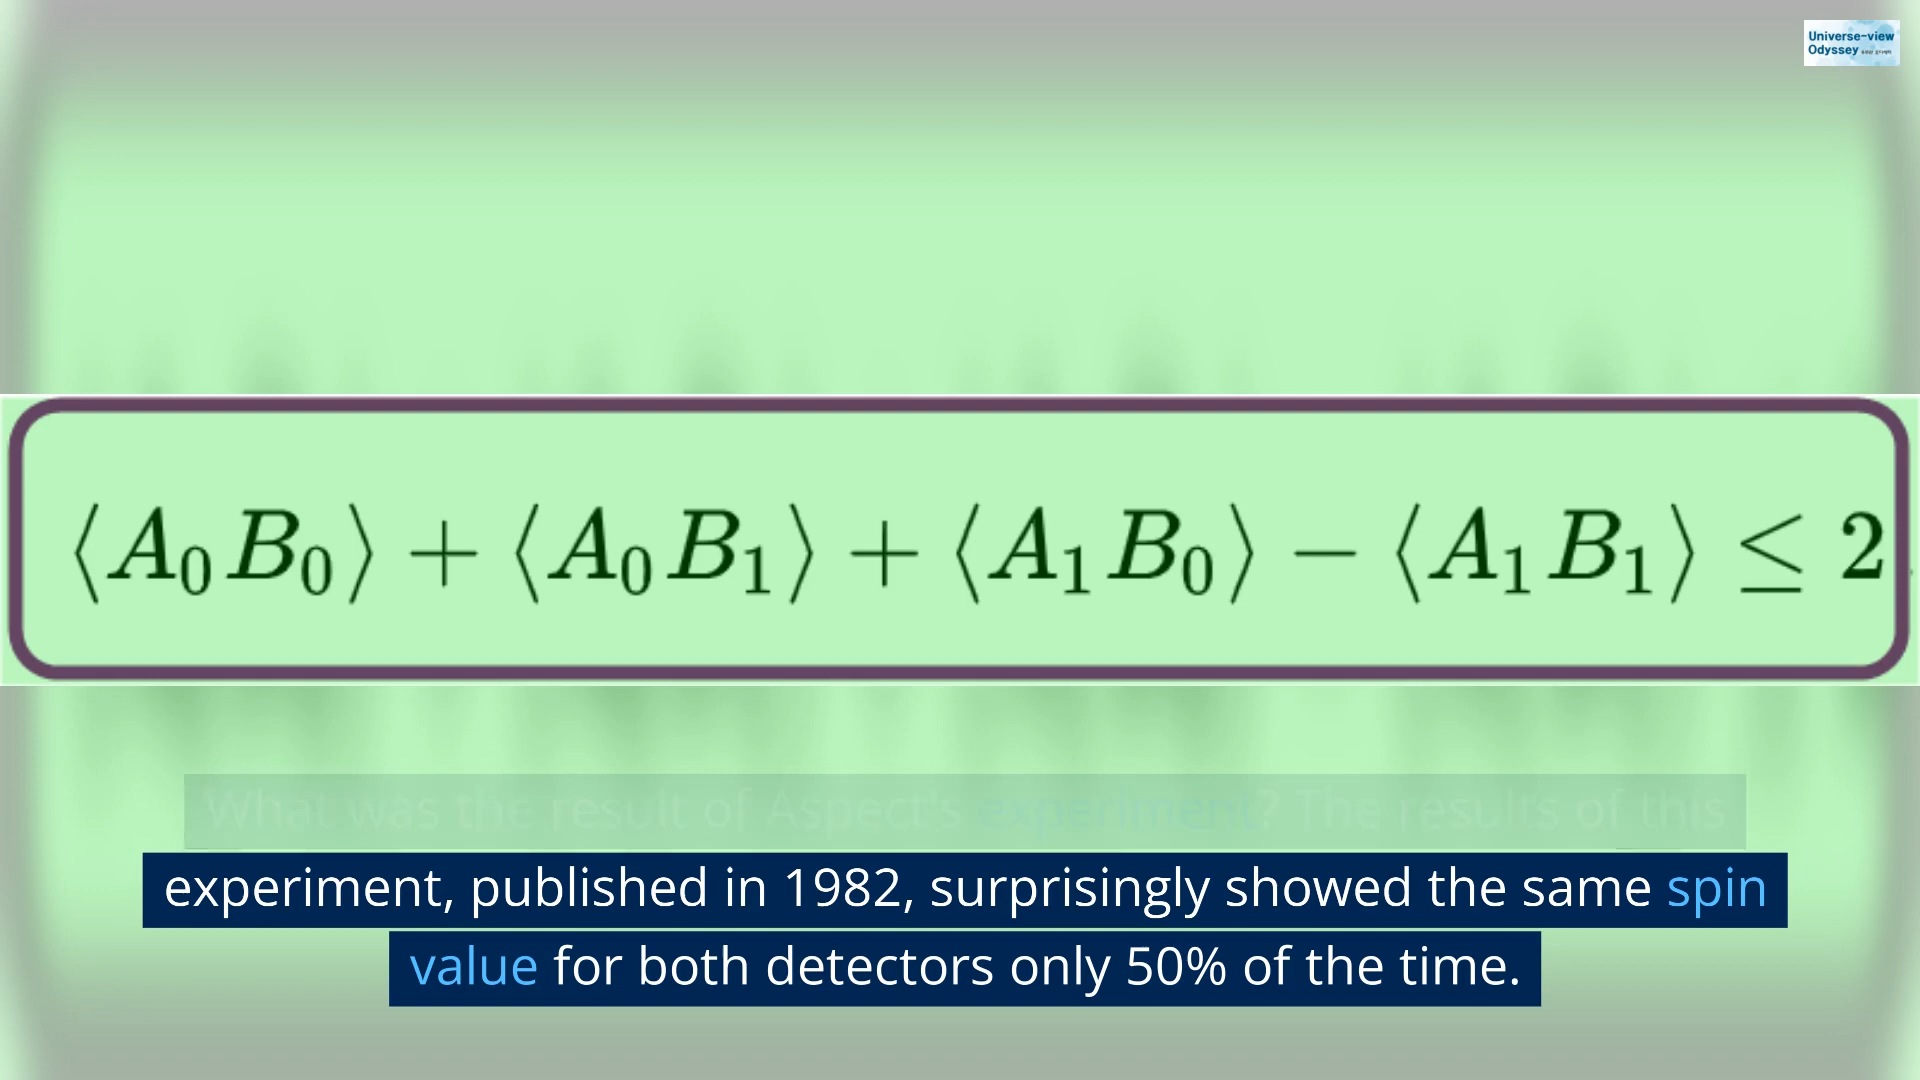 Universe-view
Odyssey
⟨A₀B₀⟩ + ⟨A₀B₁⟩ + ⟨A₁B₀⟩ − ⟨A₁B₁⟩ ≤ 2
What was the result of Aspect's experiment? The results of this
experiment, published in 1982, surprisingly showed the same spin
value for both detectors only 50% of the time.